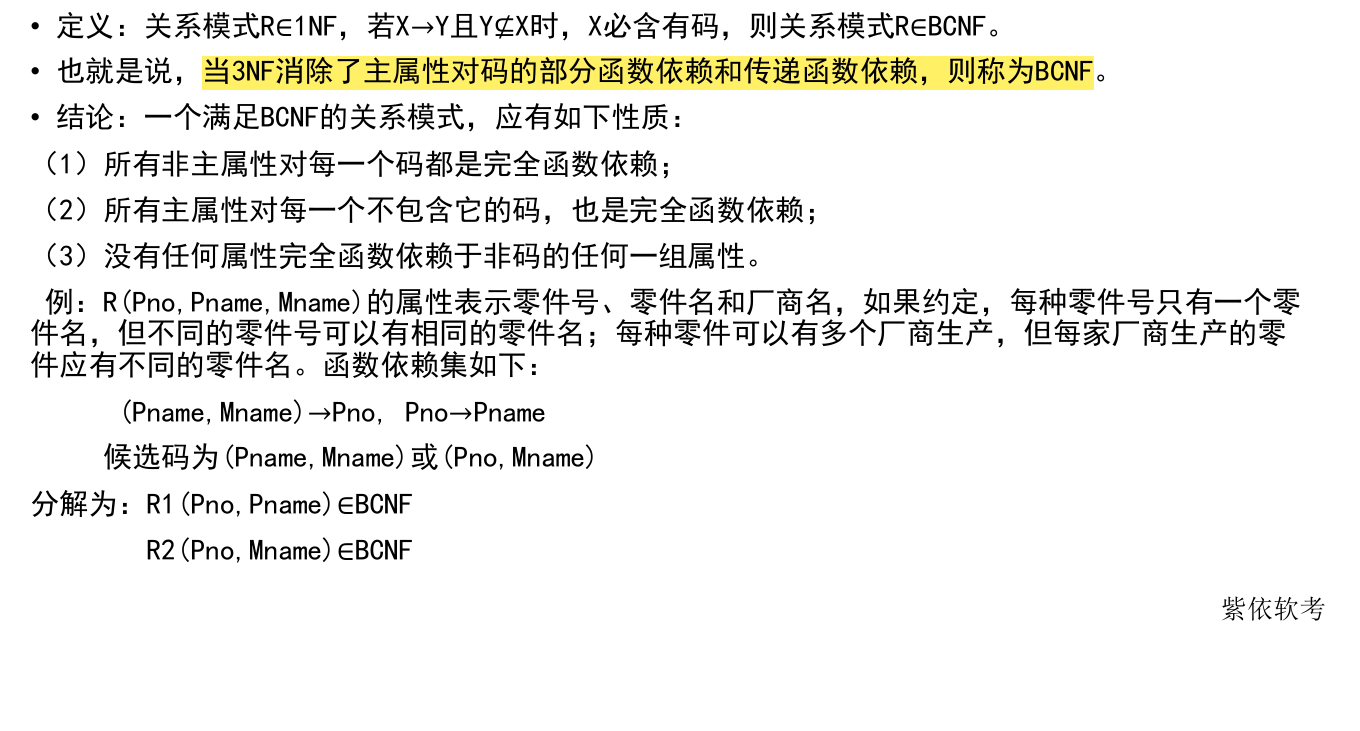 • 定义：关系模式R∈1NF，若X→Y且Y⊈X时，X必含有码，则关系模式R∈BCNF。
• 也就是说，当3NF消除了主属性对码的部分函数依赖和传递函数依赖，则称为BCNF。
• 结论：一个满足BCNF的关系模式，应有如下性质：
（1）所有非主属性对每一个码都是完全函数依赖；
（2）所有主属性对每一个不包含它的码，也是完全函数依赖；
（3）没有任何属性完全函数依赖于非码的任何一组属性。
例：R(Pno,Pname,Mname)的属性表示零件号、零件名和厂商名，如果约定，每种零件号只有一个零
件名，但不同的零件号可以有相同的零件名；每种零件可以有多个厂商生产，但每家厂商生产的零
件应有不同的零件名。函数依赖集如下：
(Pname,Mname)→Pno, Pno→Pname
候选码为(Pname,Mname)或(Pno,Mname)
分解为：R1(Pno,Pname)∈BCNF
R2(Pno,Mname)∈BCNF
紫依软考